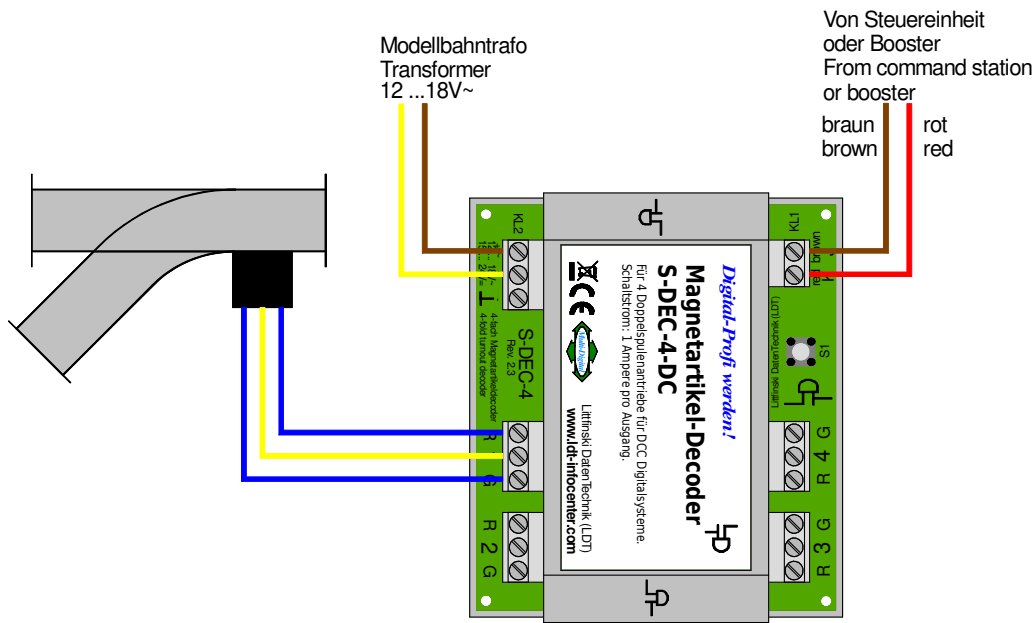 Modellbahntrafo
Transformer
12 ...18V~
Von Steuereinheit
oder Booster
From command station
or booster
braun
brown
rot
red
KL2
KL1
S1
S-DEC-4
Rev. 2.3
4-fach Magnetartikeldecoder
4-fold turnout decoder
Digital-Profi werden!
Magnetartikel-Decoder
S-DEC-4-DC
Für 4 Doppelspulenantriebe für DCC Digitalsysteme.
Schaltstrom: 1 Ampere pro Ausgang.
Multi-Digital
Littfinski DatenTechnik (LDT)
www.ldt-infocenter.com
Littfinski DatenTechnik (LDT)
red brown
R
G
R 2 G
R 4 G
R 3 G